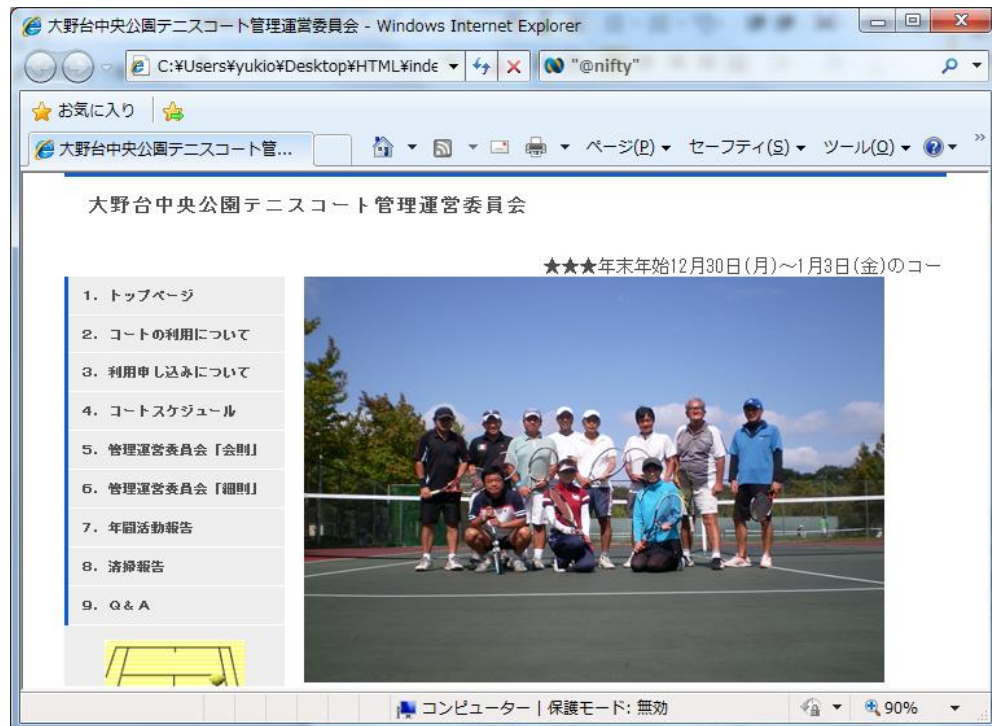 大野台中央公園テニスコート管理運営委員会 - Windows Internet Explorer
C:¥Users¥yukio¥Desktop¥HTML¥inde
"@nifty"
お気に入り
大野台中央公園テニスコート管...
ページ(P)
セーフティ(S)
ツール(O)
大野台中央公園テニスコート管理運営委員会
★★★年末年始12月30日(月)～1月3日(金)のコー
1. トップページ
2. コートの利用について
3. 利用申し込みについて
4. コートスケジュール
5. 管理運営委員会「会則」
6. 管理運営委員会「細則」
7. 年間活動報告
8. 清掃報告
9. Q&A
コンピューター | 保護モード: 無効
90%